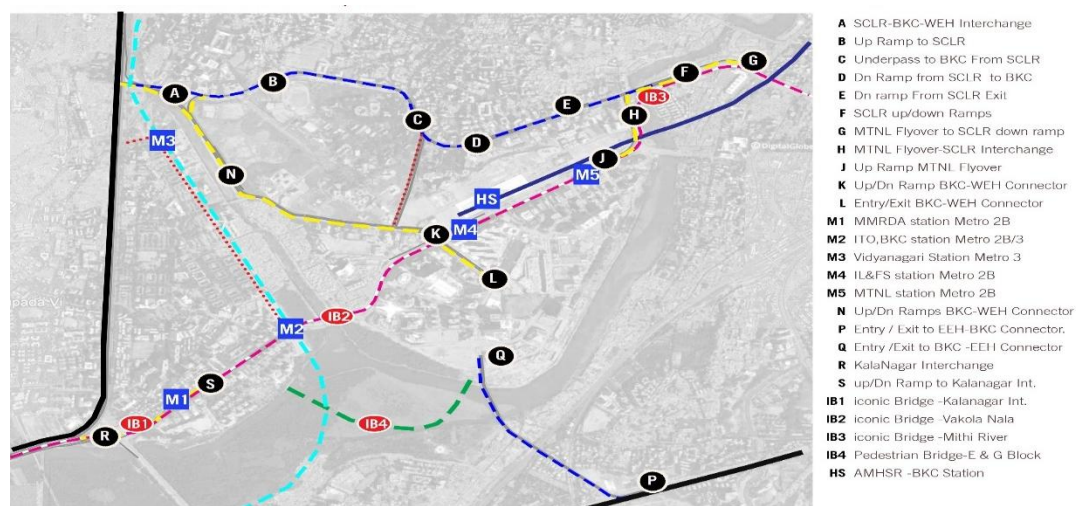 A
B
C
D
E
F
G
H
J
K
L
N
P
Q
R
S
M1
M2
M3
M4
M5
HS
IB1
IB2
IB3
IB4
DigitalGlobe
A SCLR-BKC-WEH Interchange
B Up Ramp to SCLR
C Underpass to BKC From SCLR
D Dn Ramp from SCLR to BKC
E Dn ramp From SCLR Exit
F SCLR up/down Ramps
G MTNL Flyover to SCLR down ramp
H MTNL Flyover-SCLR Interchange
J Up Ramp MTNL Flyover
K Up/Dn Ramp BKC-WEH Connector
L Entry/Exit BKC-WEH Connector
M1 MMRDA station Metro 2B
M2 ITO,BKC station Metro 2B/3
M3 Vidyanagari Station Metro 3
M4 IL&FS station Metro 2B
M5 MTNL station Metro 2B
N Up/Dn Ramps BKC-WEH Connector
P Entry / Exit to EEH-BKC Connector.
Q Entry /Exit to BKC -EEH Connector
R KalaNagar Interchange
S up/Dn Ramp to Kalanagar Int.
IB1 iconic Bridge -Kalanagar Int.
IB2 iconic Bridge -Vakola Nala
IB3 iconic Bridge -Mithi River
IB4 Pedestrian Bridge-E & G Block
HS AMHSR -BKC Station